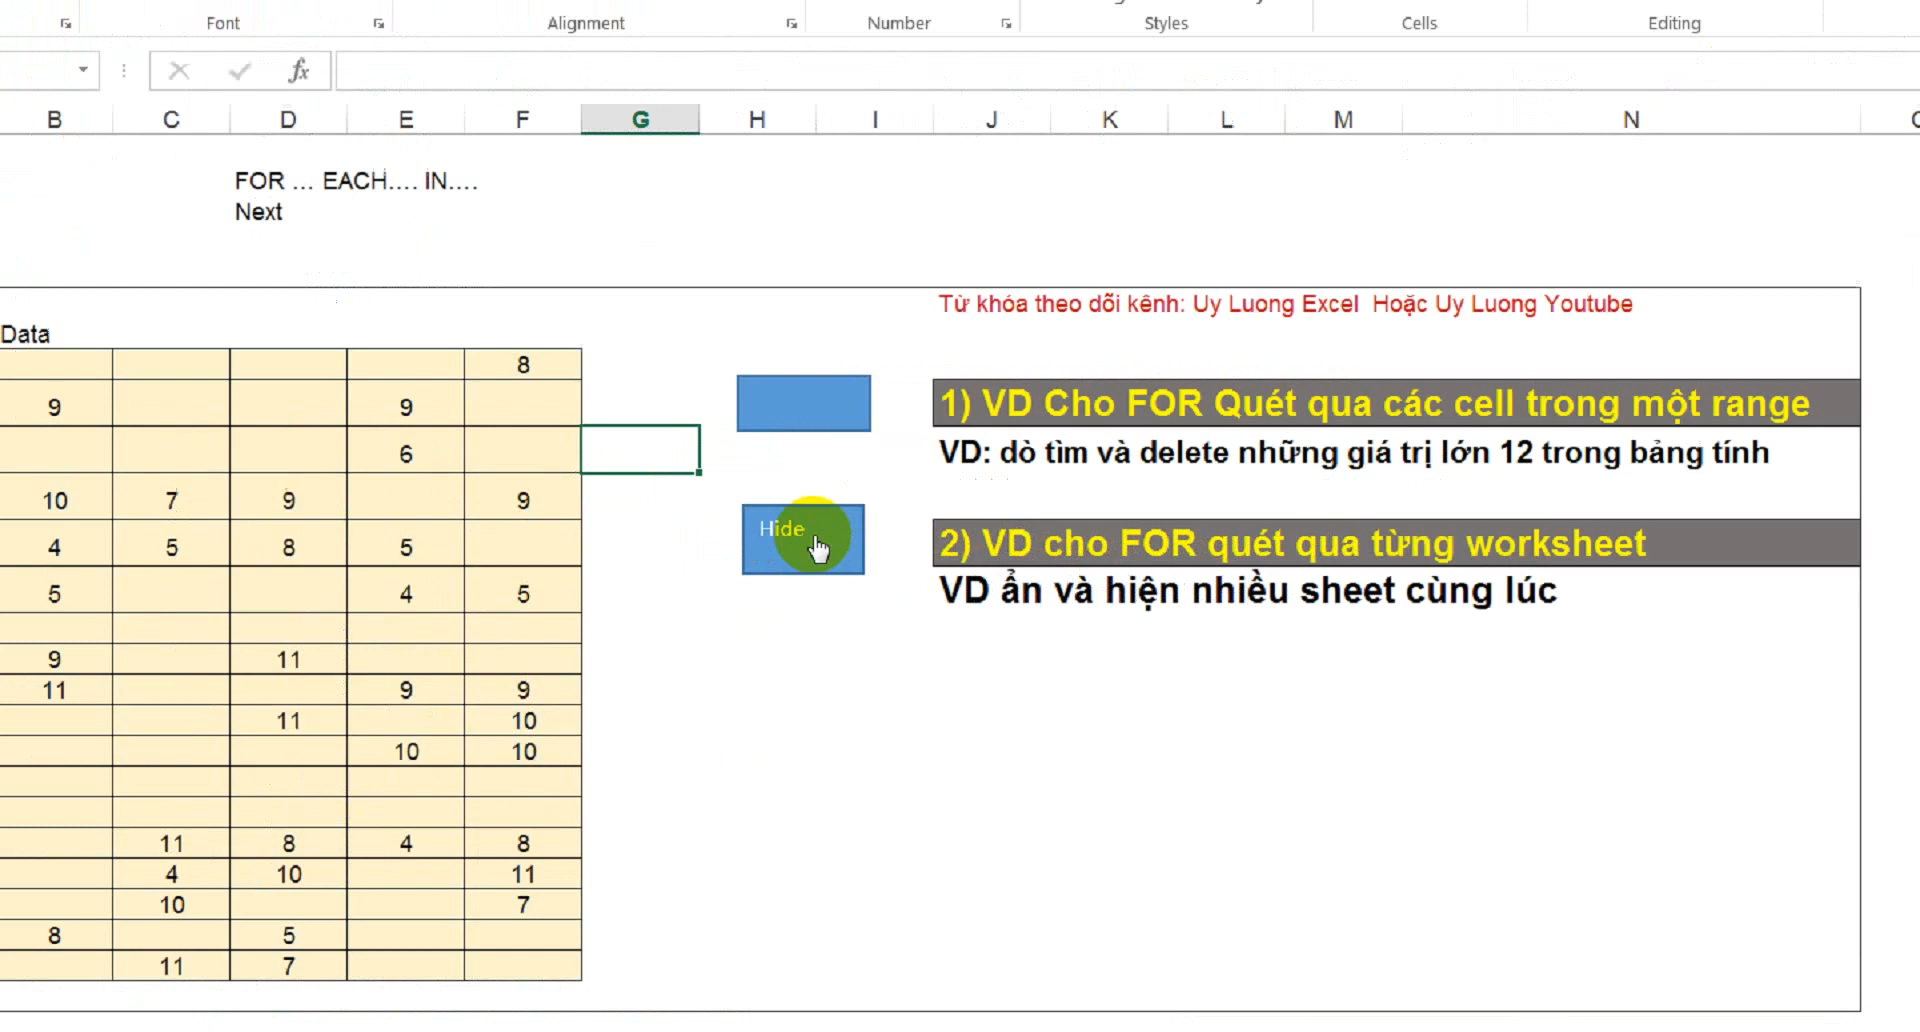 Font Alignment Number Styles Cells Editing
fx
B C D E F G H I J K L M N
FOR ... EACH.... IN....
Next
Từ khóa theo dõi kênh: Uy Luong Excel Hoặc Uy Luong Youtube
Data
8
9 9
1) VD Cho FOR Quét qua các cell trong một range
6
VD: dò tìm và delete những giá trị lớn 12 trong bảng tính
10 7 9 9
Hide
4 5 8 5
2) VD cho FOR quét qua từng worksheet
5 4 5
VD ẩn và hiện nhiều sheet cùng lúc
9 11
11 9 9
11 10
10 10
11 8 4 8
4 10 11
10 7
8 5
11 7